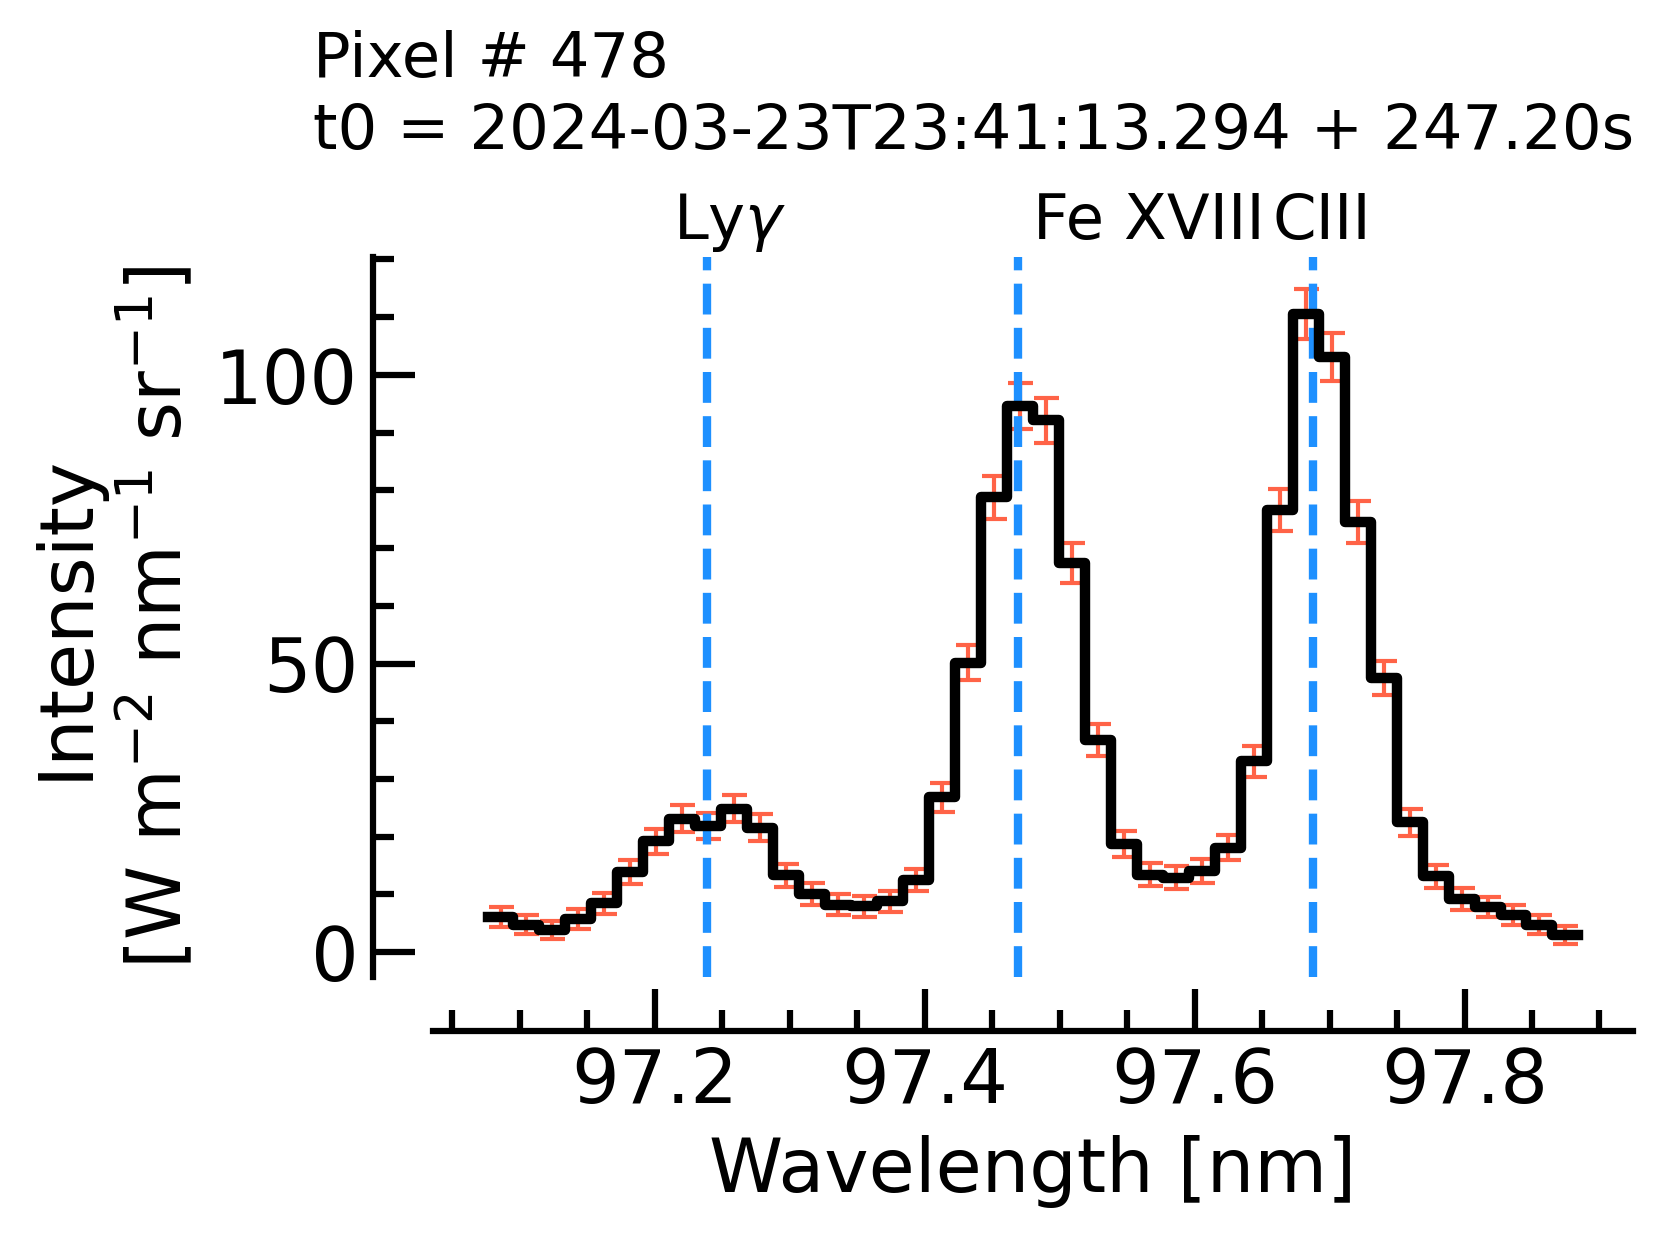 Pixel # 478
t0 = 2024-03-23T23:41:13.294 + 247.20s
Lyγ Fe XVIII CIII
Intensity
[W m⁻² nm⁻¹ sr⁻¹]
100
50
0
97.2 97.4 97.6 97.8
Wavelength [nm]